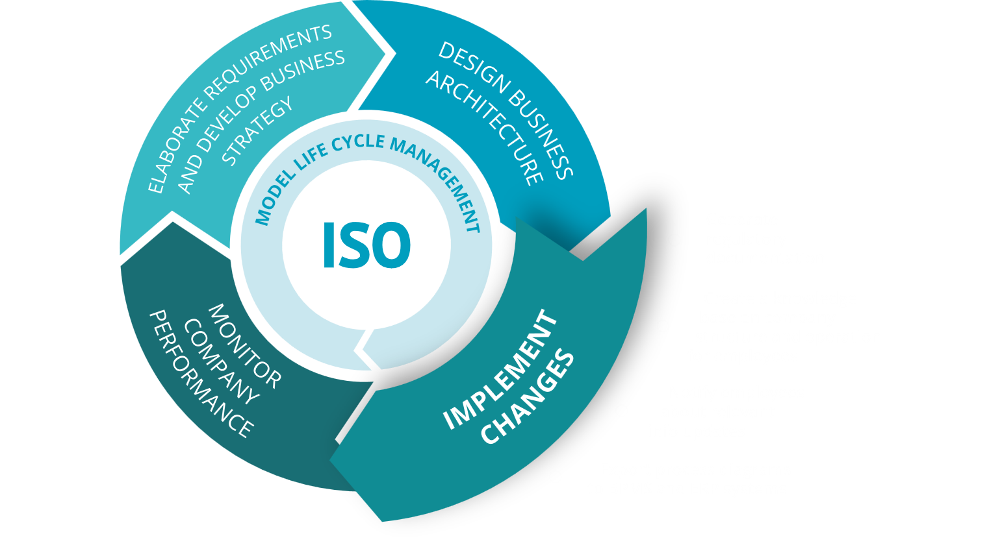 ELABORATE REQUIREMENTS
AND DEVELOP BUSINESS
STRATEGY
DESIGN BUSINESS
ARCHITECTURE
MODEL LIFE CYCLE MANAGEMENT
ISO
IMPLEMENT
CHANGES
MONITOR
COMPANY
PERFORMANCE